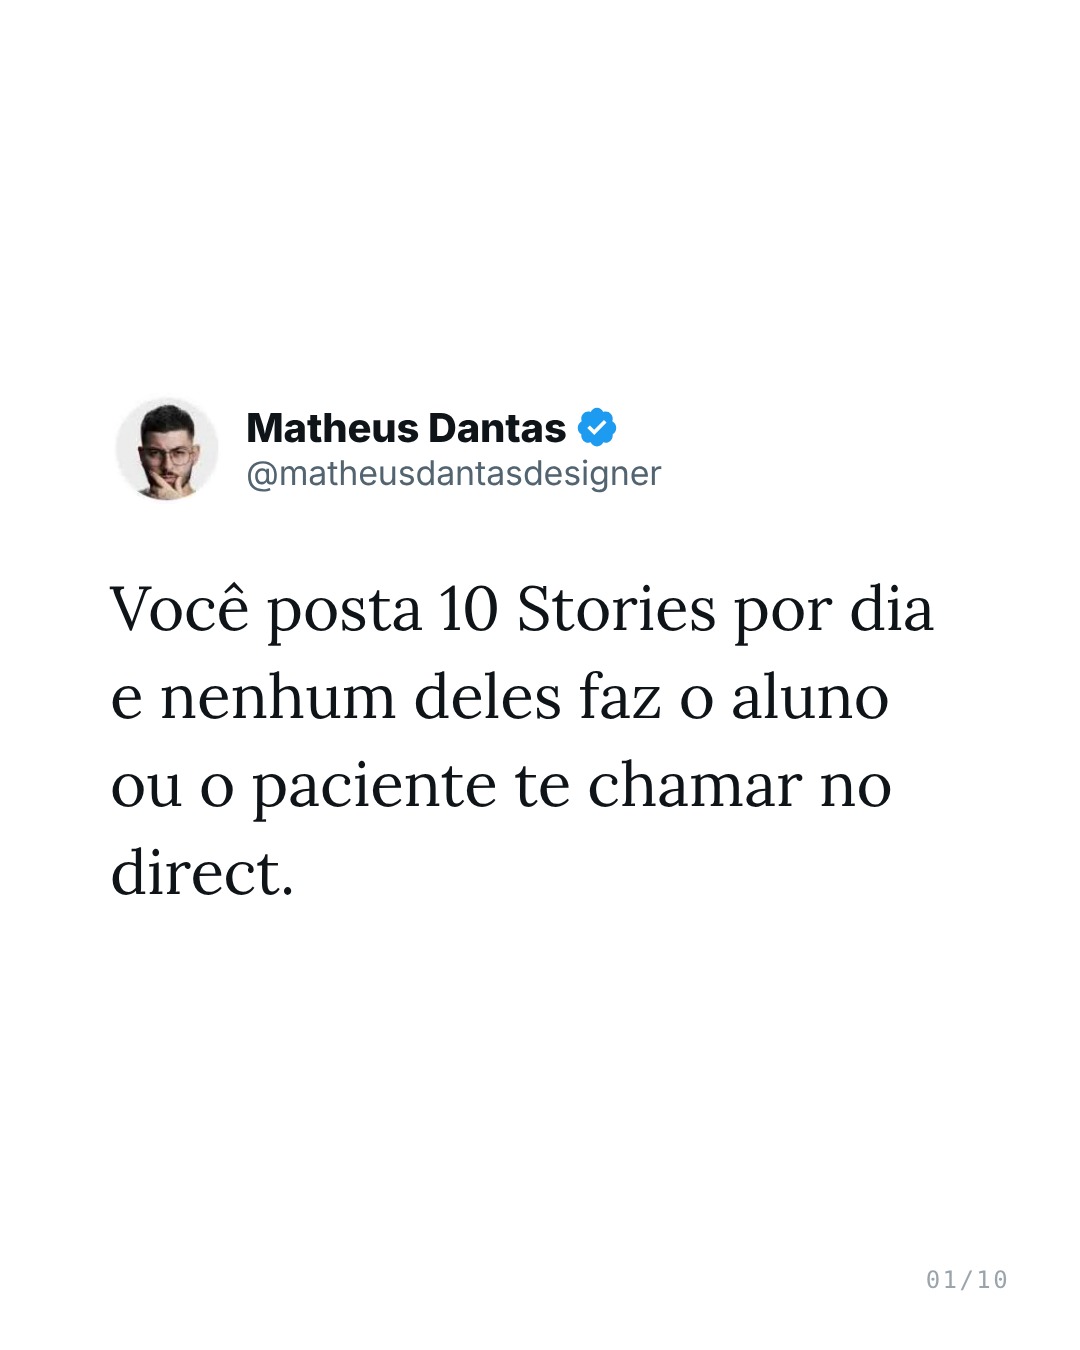 Matheus Dantas
@matheusdantasdesigner
Você posta 10 Stories por dia
e nenhum deles faz o aluno
ou o paciente te chamar no
direct.
01/10